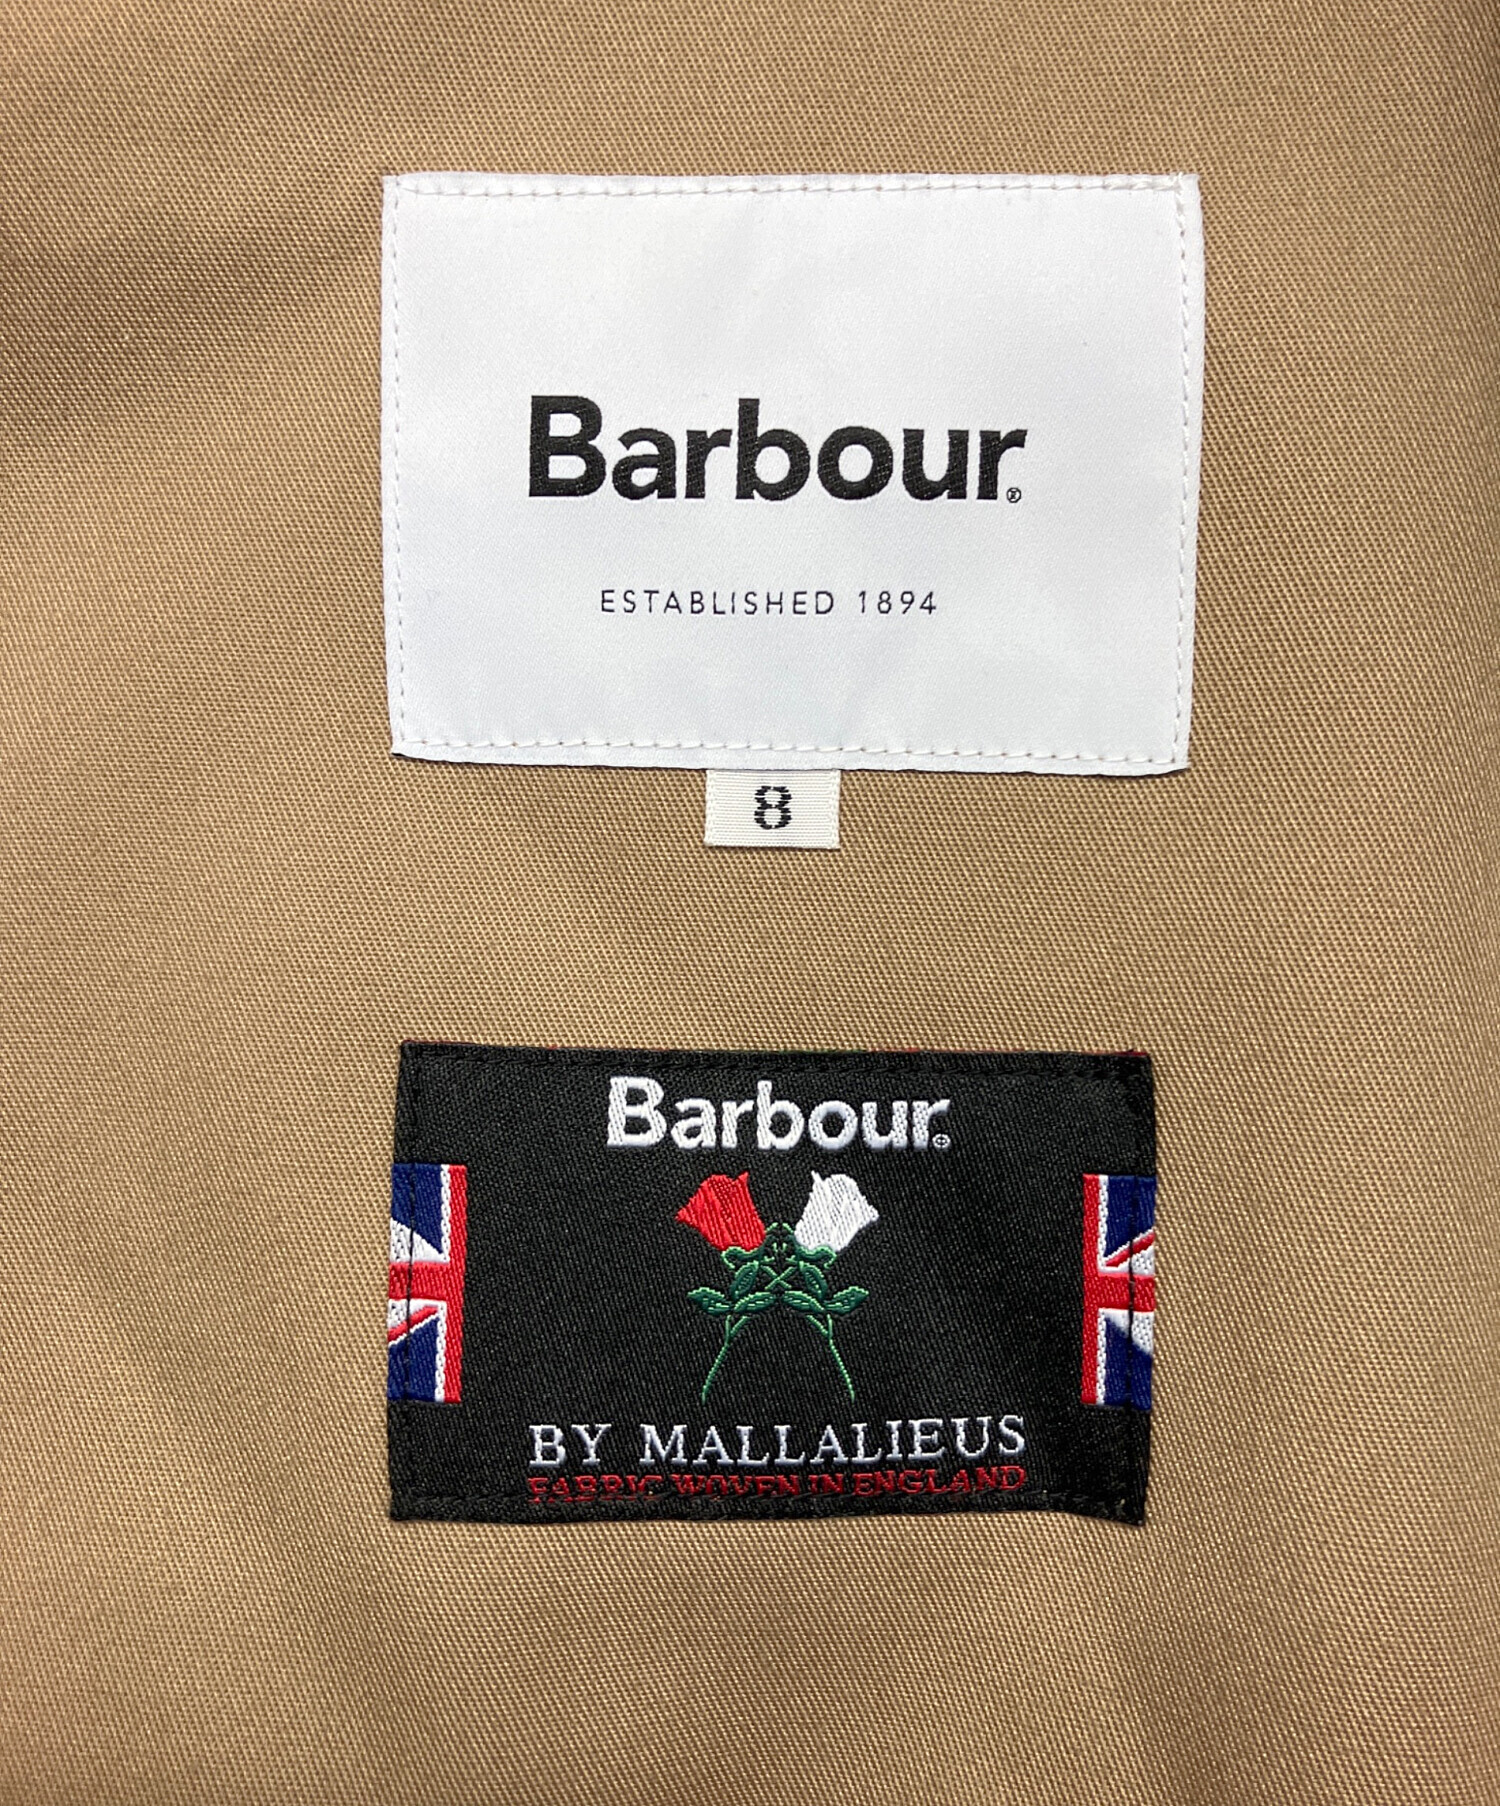 Barbour®
ESTABLISHED 1894
8
Barbour®
BY MALLALIEUS
FABRIC WOVEN IN ENGLAND